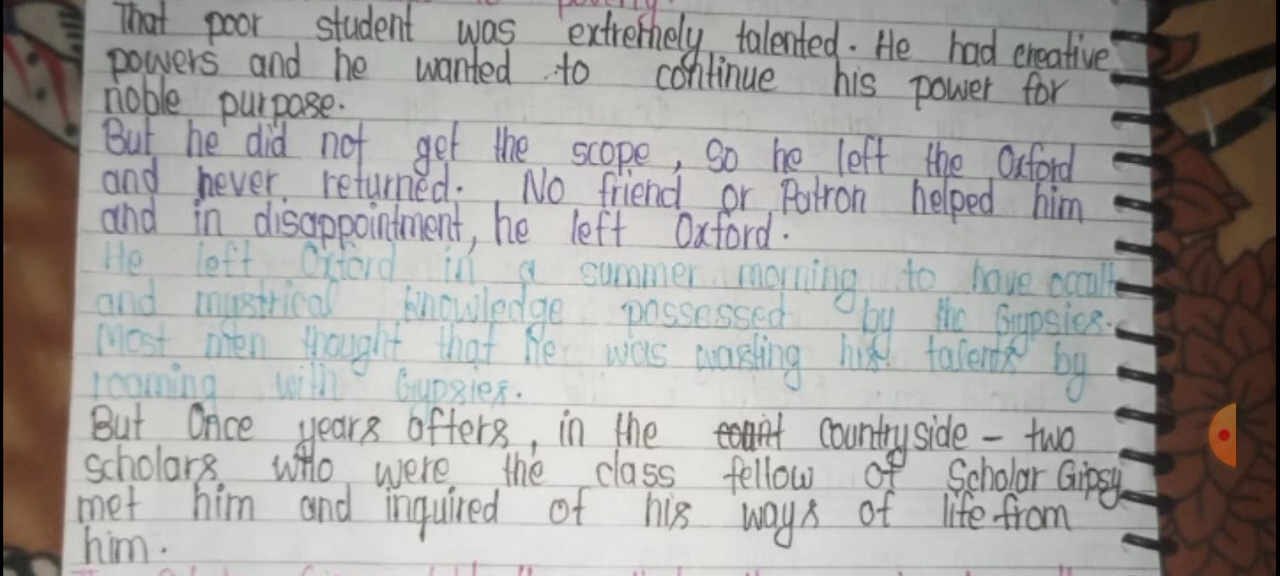 poverty.
That poor student was extremely talented. He had creative
powers and he wanted to continue his power for
noble purpose.
But he did not get the scope, so he left the Oxford
and never returned. No friend or Patron helped him
and in disappointment, he left Oxford.
He left Oxford in a summer morning to have occult
and mystrical knowledge possessed by the Gypsies.
Most men thought that he was wasting his talents by
roaming with Gypsies.
But Once years ofters, in the countryside - two
scholars who were the class fellow of Scholar Gipsy
met him and inquired of his ways of life from
him.